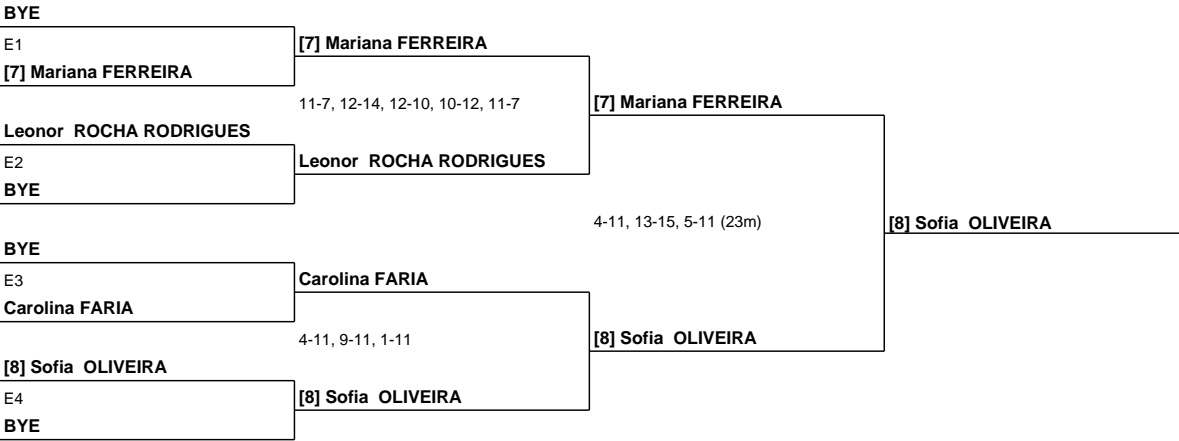 BYE
E1
[7] Mariana FERREIRA
[7] Mariana FERREIRA
11-7, 12-14, 12-10, 10-12, 11-7
[7] Mariana FERREIRA
Leonor ROCHA RODRIGUES
E2
Leonor ROCHA RODRIGUES
BYE
4-11, 13-15, 5-11 (23m)
[8] Sofia OLIVEIRA
BYE
E3
Carolina FARIA
Carolina FARIA
4-11, 9-11, 1-11
[8] Sofia OLIVEIRA
[8] Sofia OLIVEIRA
E4
[8] Sofia OLIVEIRA
BYE